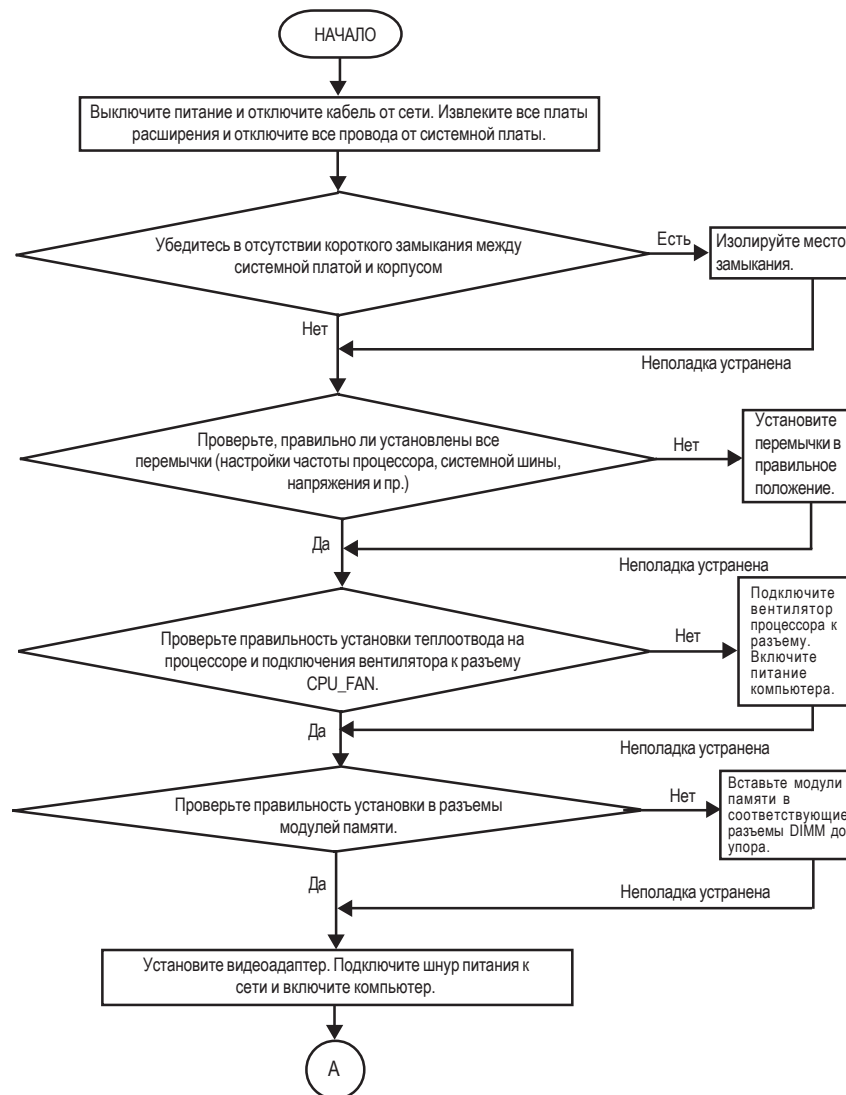 НАЧАЛО
Выключите питание и отключите кабель от сети. Извлеките все платы
расширения и отключите все провода от системной платы.
Убедитесь в отсутствии короткого замыкания между
системной платой и корпусом
Есть
Изолируйте место
замыкания.
Нет
Неполадка устранена
Проверьте, правильно ли установлены все
перемычки (настройки частоты процессора, системной шины,
напряжения и пр.)
Нет
Установите
перемычки в
правильное
положение.
Да
Неполадка устранена
Проверьте правильность установки теплоотвода на
процессоре и подключения вентилятора к разъему
CPU_FAN.
Нет
Подключите
вентилятор
процессора к
разъему.
Включите
питание
компьютера.
Да
Неполадка устранена
Проверьте правильность установки в разъемы
модулей памяти.
Нет
Вставьте модули
памяти в
соответствующие
разъемы DIMM до
упора.
Да
Неполадка устранена
Установите видеоадаптер. Подключите шнур питания к
сети и включите компьютер.
A